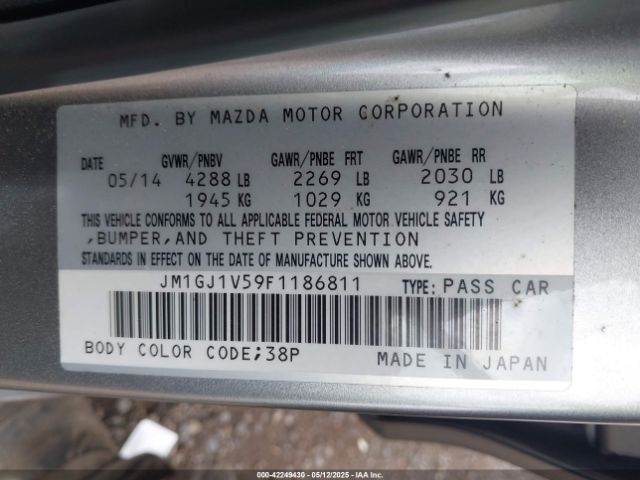 MFD. BY MAZDA MOTOR CORPORATION
DATE GVWR/PNBV GAWR/PNBE FRT GAWR/PNBE RR
05/14 4288 LB 2269 LB 2030 LB
1945 KG 1029 KG 921 KG
THIS VEHICLE CONFORMS TO ALL APPLICABLE FEDERAL MOTOR VEHICLE SAFETY
,BUMPER,AND THEFT PREVENTION
STANDARDS IN EFFECT ON THE DATE OF MANUFACTURE SHOWN ABOVE.
JM1GJ1V59F1186811 TYPE: PASS CAR
BODY COLOR CODE;38P MADE IN JAPAN
000-42249430 - 05/12/2025 - IAAI.COM